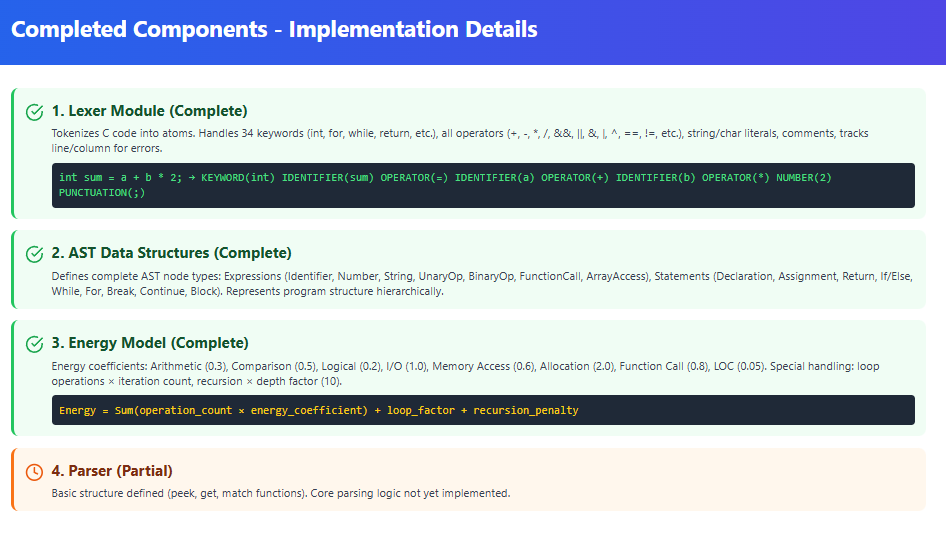 Completed Components - Implementation Details
1. Lexer Module (Complete)
Tokenizes C code into atoms. Handles 34 keywords (int, for, while, return, etc.), all operators (+, -, *, /, &&, ||, &, |, ^, ==, !=, etc.), string/char literals, comments, tracks
line/column for errors.
int sum = a + b * 2; → KEYWORD(int) IDENTIFIER(sum) OPERATOR(=) IDENTIFIER(a) OPERATOR(+) IDENTIFIER(b) OPERATOR(*) NUMBER(2)
PUNCTUATION(;)
2. AST Data Structures (Complete)
Defines complete AST node types: Expressions (Identifier, Number, String, UnaryOp, BinaryOp, FunctionCall, ArrayAccess), Statements (Declaration, Assignment, Return, If/Else,
While, For, Break, Continue, Block). Represents program structure hierarchically.
3. Energy Model (Complete)
Energy coefficients: Arithmetic (0.3), Comparison (0.5), Logical (0.2), I/O (1.0), Memory Access (0.6), Allocation (2.0), Function Call (0.8), LOC (0.05). Special handling: loop
operations × iteration count, recursion × depth factor (10).
Energy = Sum(operation_count × energy_coefficient) + loop_factor + recursion_penalty
4. Parser (Partial)
Basic structure defined (peek, get, match functions). Core parsing logic not yet implemented.